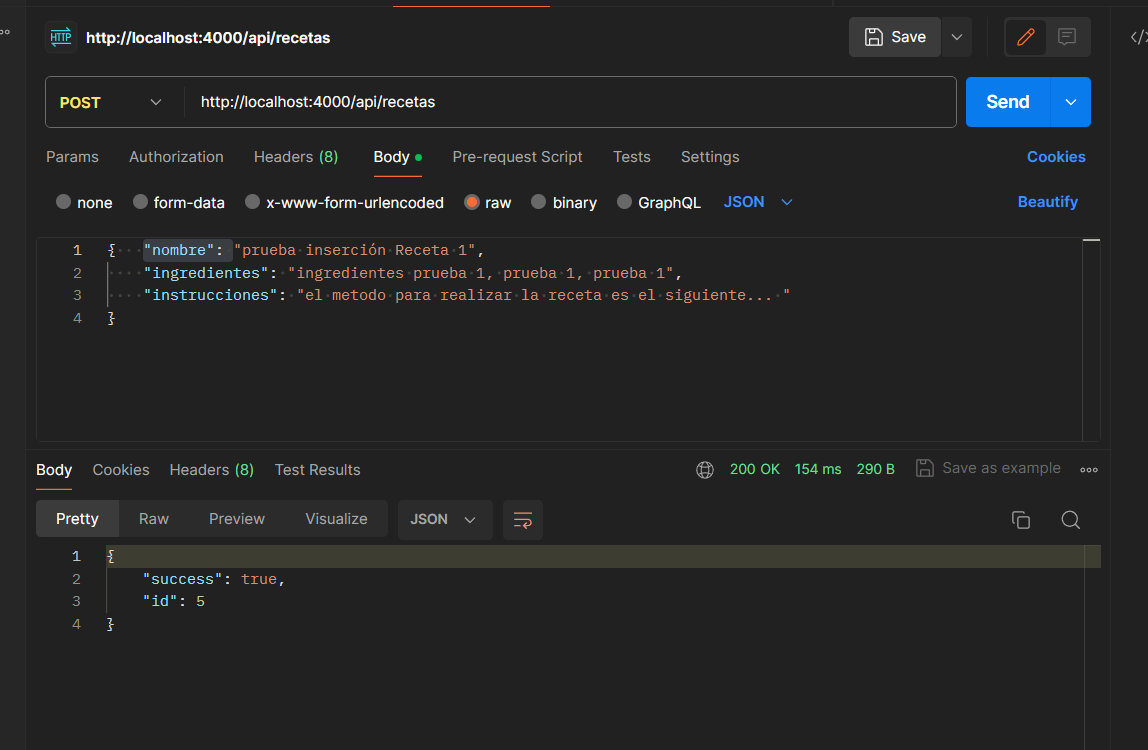 HTTP http://localhost:4000/api/recetas Save
POST http://localhost:4000/api/recetas Send
Params Authorization Headers (8) Body Pre-request Script Tests Settings Cookies
none form-data x-www-form-urlencoded raw binary GraphQL JSON Beautify
1 { "nombre": "prueba inserción Receta 1",
2 "ingredientes": "ingredientes prueba 1, prueba 1, prueba 1",
3 "instrucciones": "el metodo para realizar la receta es el siguiente... "
4 }
Body Cookies Headers (8) Test Results 200 OK 154 ms 290 B Save as example
Pretty Raw Preview Visualize JSON
1 {
2 "success": true,
3 "id": 5
4 }